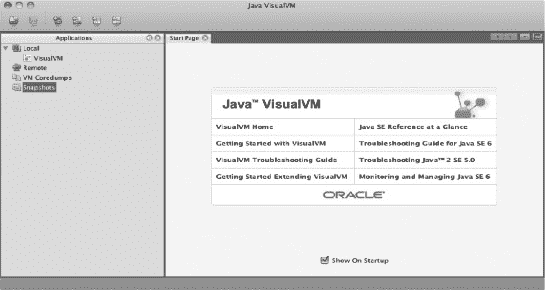 Java VisualVM
Applications
Start Page
Local
VisualVM
Remote
VM Coredumps
Snapshots
Java™ VisualVM
VisualVM Home
Java SE Reference at a Glance
Getting Started with VisualVM
Troubleshooting Guide for Java SE 6
VisualVM Troubleshooting Guide
Troubleshooting Java™ 2 SE 5.0
Getting Started Extending VisualVM
Monitoring and Managing Java SE 6
ORACLE
Show On Startup